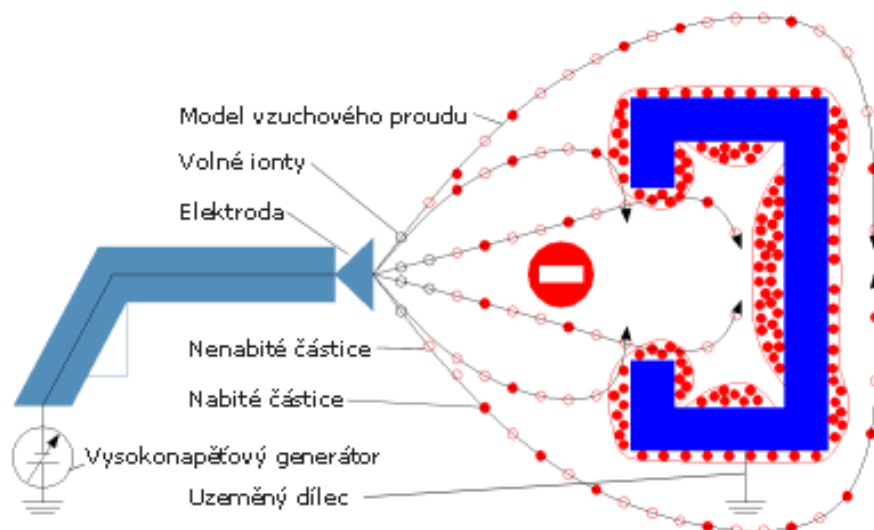 Model vzuchového proudu
Volné ionty
Elektroda
Nenabité částice
Nabité částice
Vysokonapěťový generátor
Uzeměný dílec